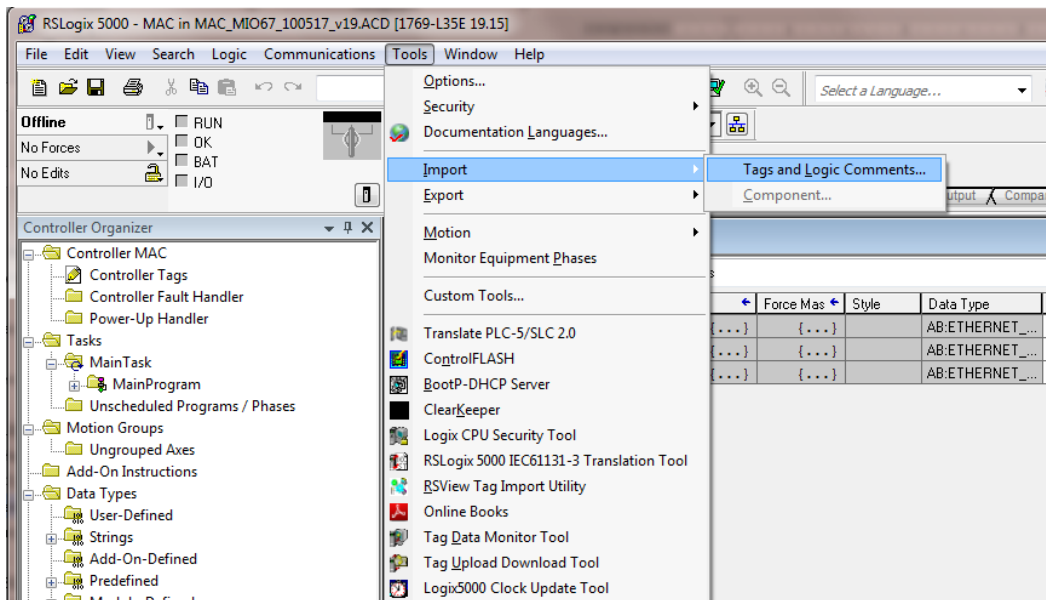 RSLogix 5000 - MAC in MAC_MIO67_100517_v19.ACD [1769-L35E 19.15]
File Edit View Search Logic Communications Tools Window Help
Select a Language...
Offline
RUN
No Forces
OK
No Edits
BAT
I/O
Controller Organizer
Controller MAC
Controller Tags
Controller Fault Handler
Power-Up Handler
Tasks
MainTask
MainProgram
Unscheduled Programs / Phases
Motion Groups
Ungrouped Axes
Add-On Instructions
Data Types
User-Defined
Strings
Add-On-Defined
Predefined
Options...
Security
Documentation Languages...
Import
Export
Motion
Monitor Equipment Phases
Custom Tools...
Translate PLC-5/SLC 2.0
ControlFLASH
BootP-DHCP Server
ClearKeeper
Logix CPU Security Tool
RSLogix 5000 IEC61131-3 Translation Tool
RSView Tag Import Utility
Online Books
Tag Data Monitor Tool
Tag Upload Download Tool
Logix5000 Clock Update Tool
Tags and Logic Comments...
Component...
utput Compa
Force Mas Style Data Type
{...} {...} AB:ETHERNET_...
{...} {...} AB:ETHERNET_...
{...} {...} AB:ETHERNET_...